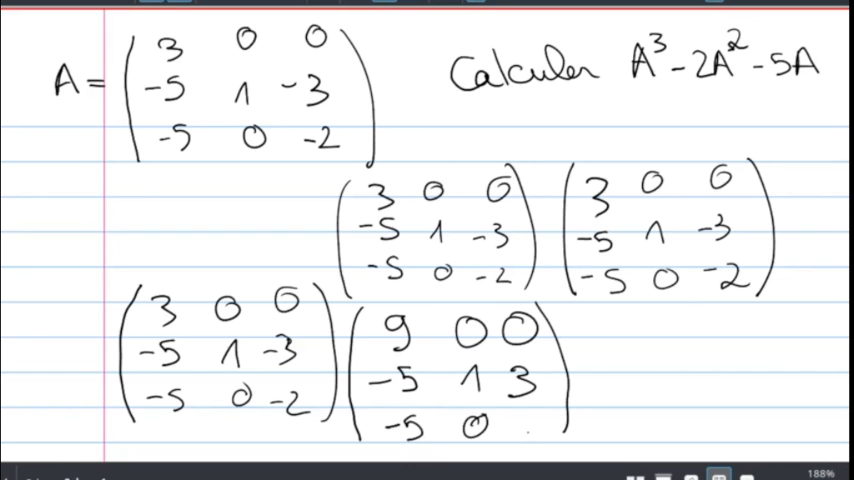 A = ( 3 0 0 Calculer A³ - 2A² - 5A
-5 1 -3
-5 0 -2 )
( 3 0 0 ) ( 3 0 0 )
-5 1 -3 -5 1 -3
-5 0 -2 -5 0 -2
( 3 0 0 ) ( 9 0 0 )
-5 1 -3 -5 1 3
-5 0 -2 -5 0
188%